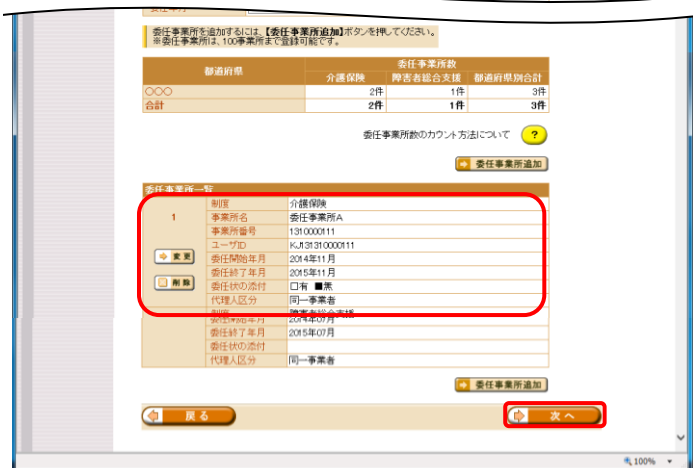 委任事業所を追加するには、【委任事業所追加】ボタンを押してください。
※委任事業所は、100事業所まで登録可能です。
都道府県 委任事業所数
介護保険 障害者総合支援 都道府県別合計
〇〇〇 2件 1件 3件
合計 2件 1件 3件
委任事業所数のカウント方法について ?
委任事業所追加
委任事業所一覧
1
制度 介護保険
事業所名 委任事業所A
事業所番号 1310000111
ユーザID KJ131310000111
委任開始年月 2014年11月
変更
委任終了年月 2015年11月
削除
委任状の添付 □有 ■無
代理人区分 同一事業者
制度 障害者総合支援
委任開始年月 2014年07月
委任終了年月 2015年07月
委任状の添付
代理人区分 同一事業者
委任事業所追加
戻る 次へ
100%